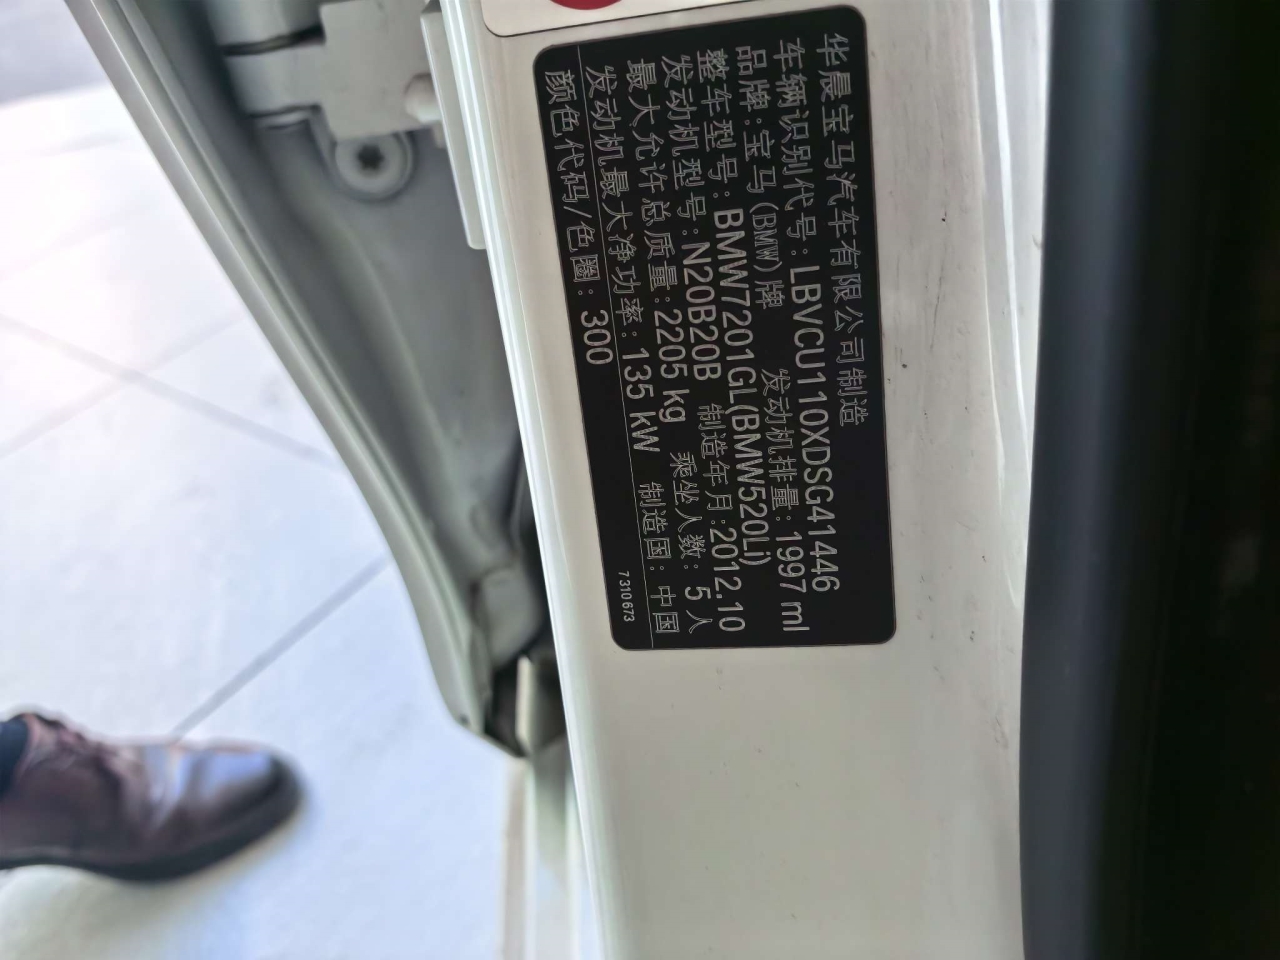 华晨宝马汽车有限公司制造
车辆识别代号: LBVCU110XDSG41446
品牌:宝马(BMW)牌 发动机排量:1997 ml
整车型号:BMW7201GL(BMW520Li)
发动机型号:N20B20B 制造年月:2012.10
最大允许总质量:2205 kg 乘坐人数: 5 人
发动机最大净功率: 135 kW 制造国: 中国
颜色代码/色圈: 300
7 310 673